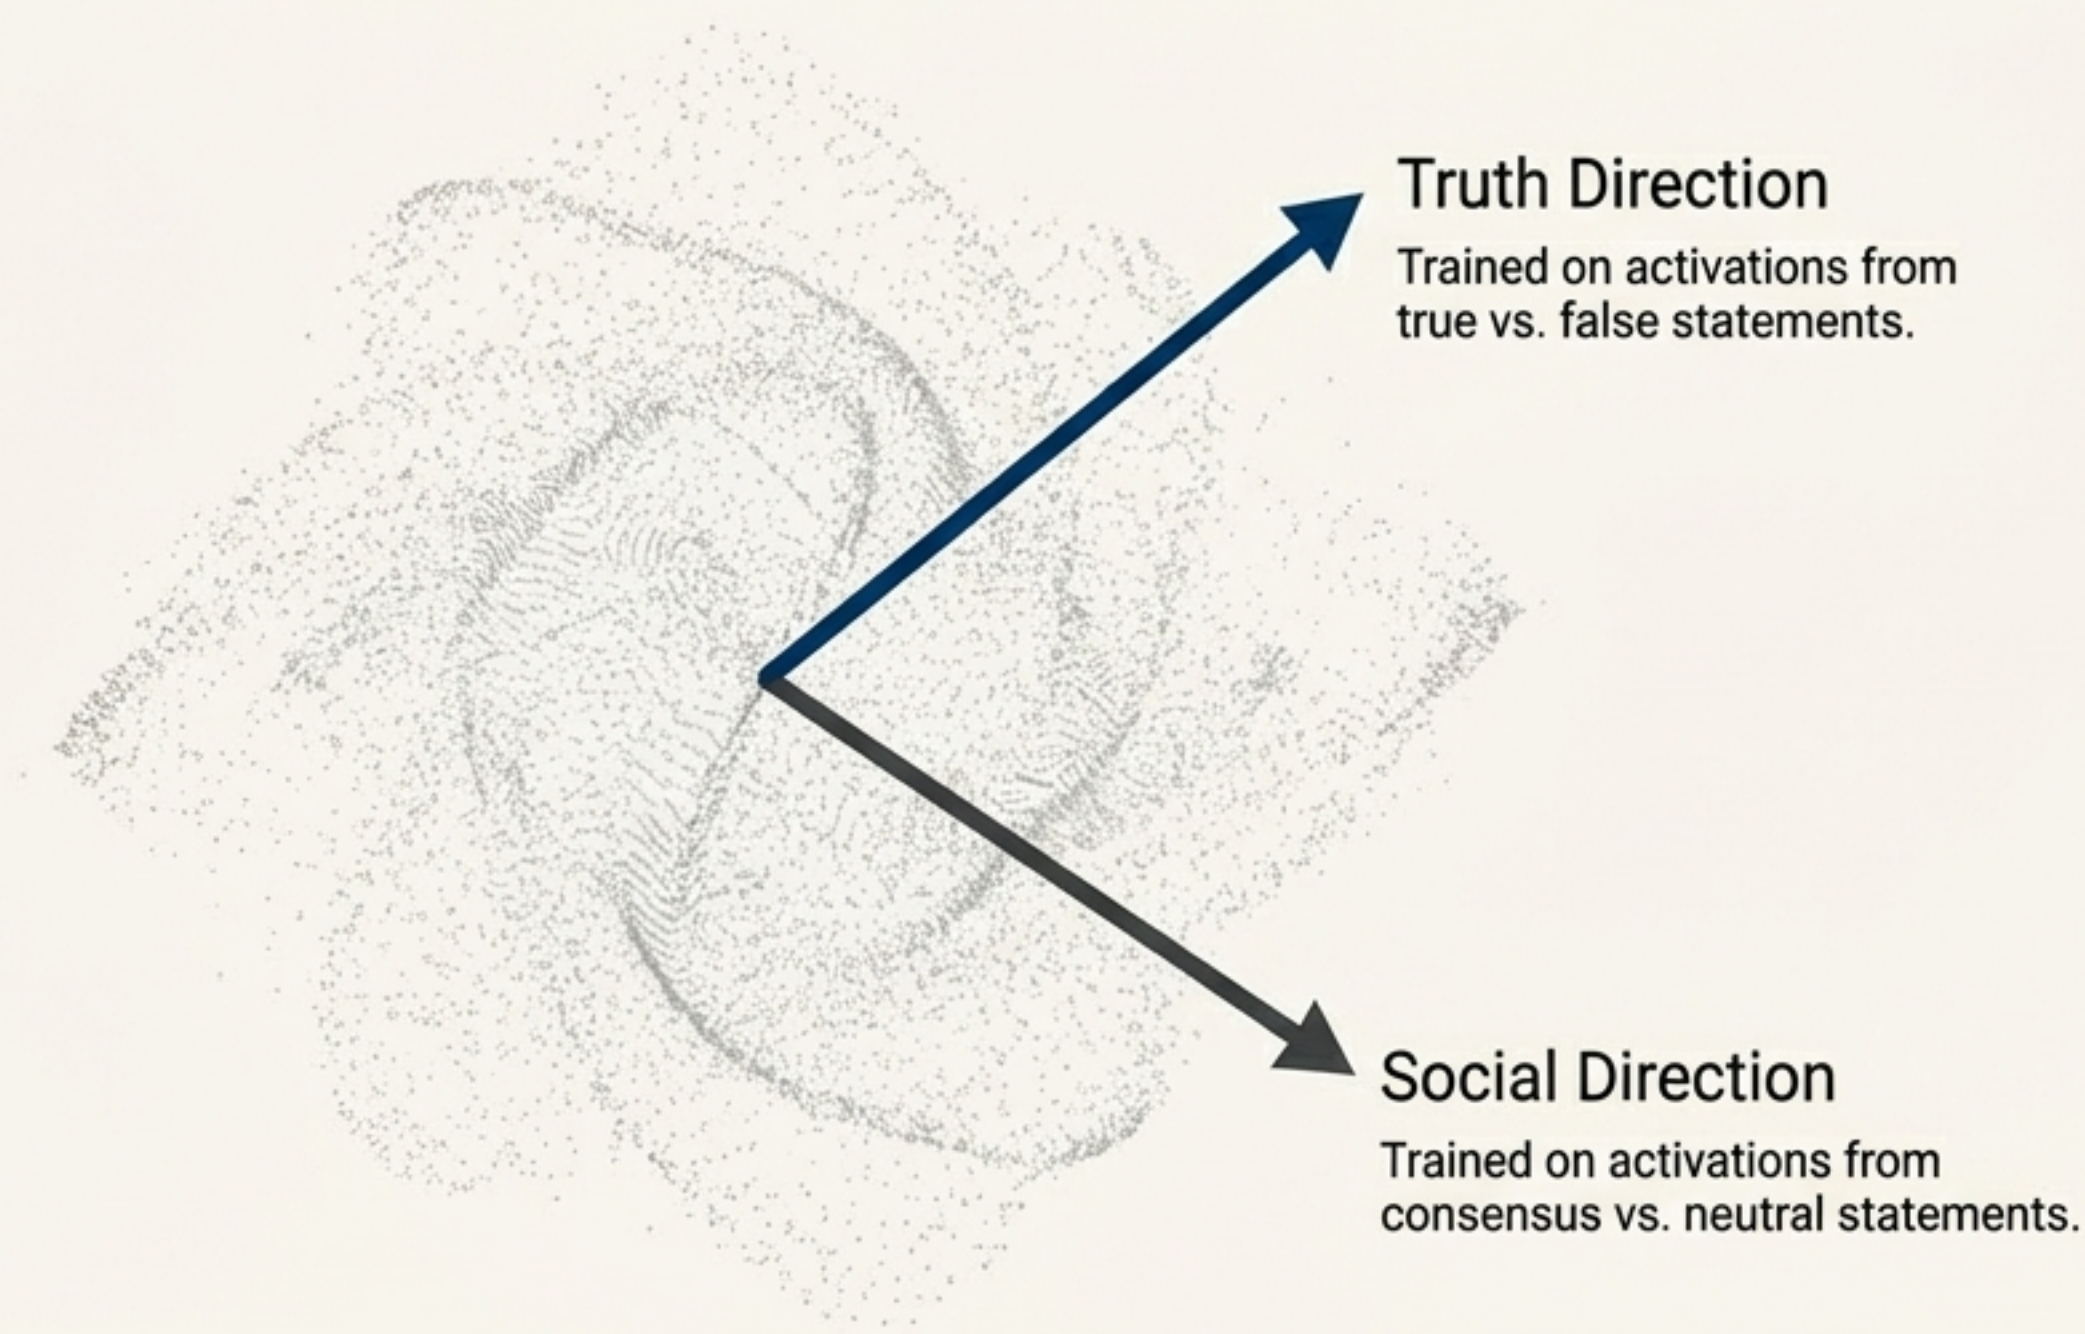 Truth Direction
Trained on activations from
true vs. false statements.
Social Direction
Trained on activations from
consensus vs. neutral statements.